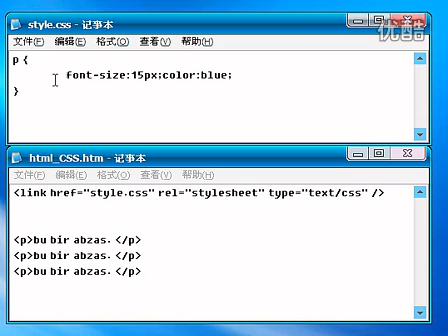 style.css - 记事本
优酷
文件(F) 编辑(E) 格式(O) 查看(V) 帮助(H)
p {
font-size:15px;color:blue;
}
html_CSS.htm - 记事本
文件(F) 编辑(E) 格式(O) 查看(V) 帮助(H)
<link href="style.css" rel="stylesheet" type="text/css" />
<p>bu bir abzas. </p>
<p>bu bir abzas. </p>
<p>bu bir abzas. </p>